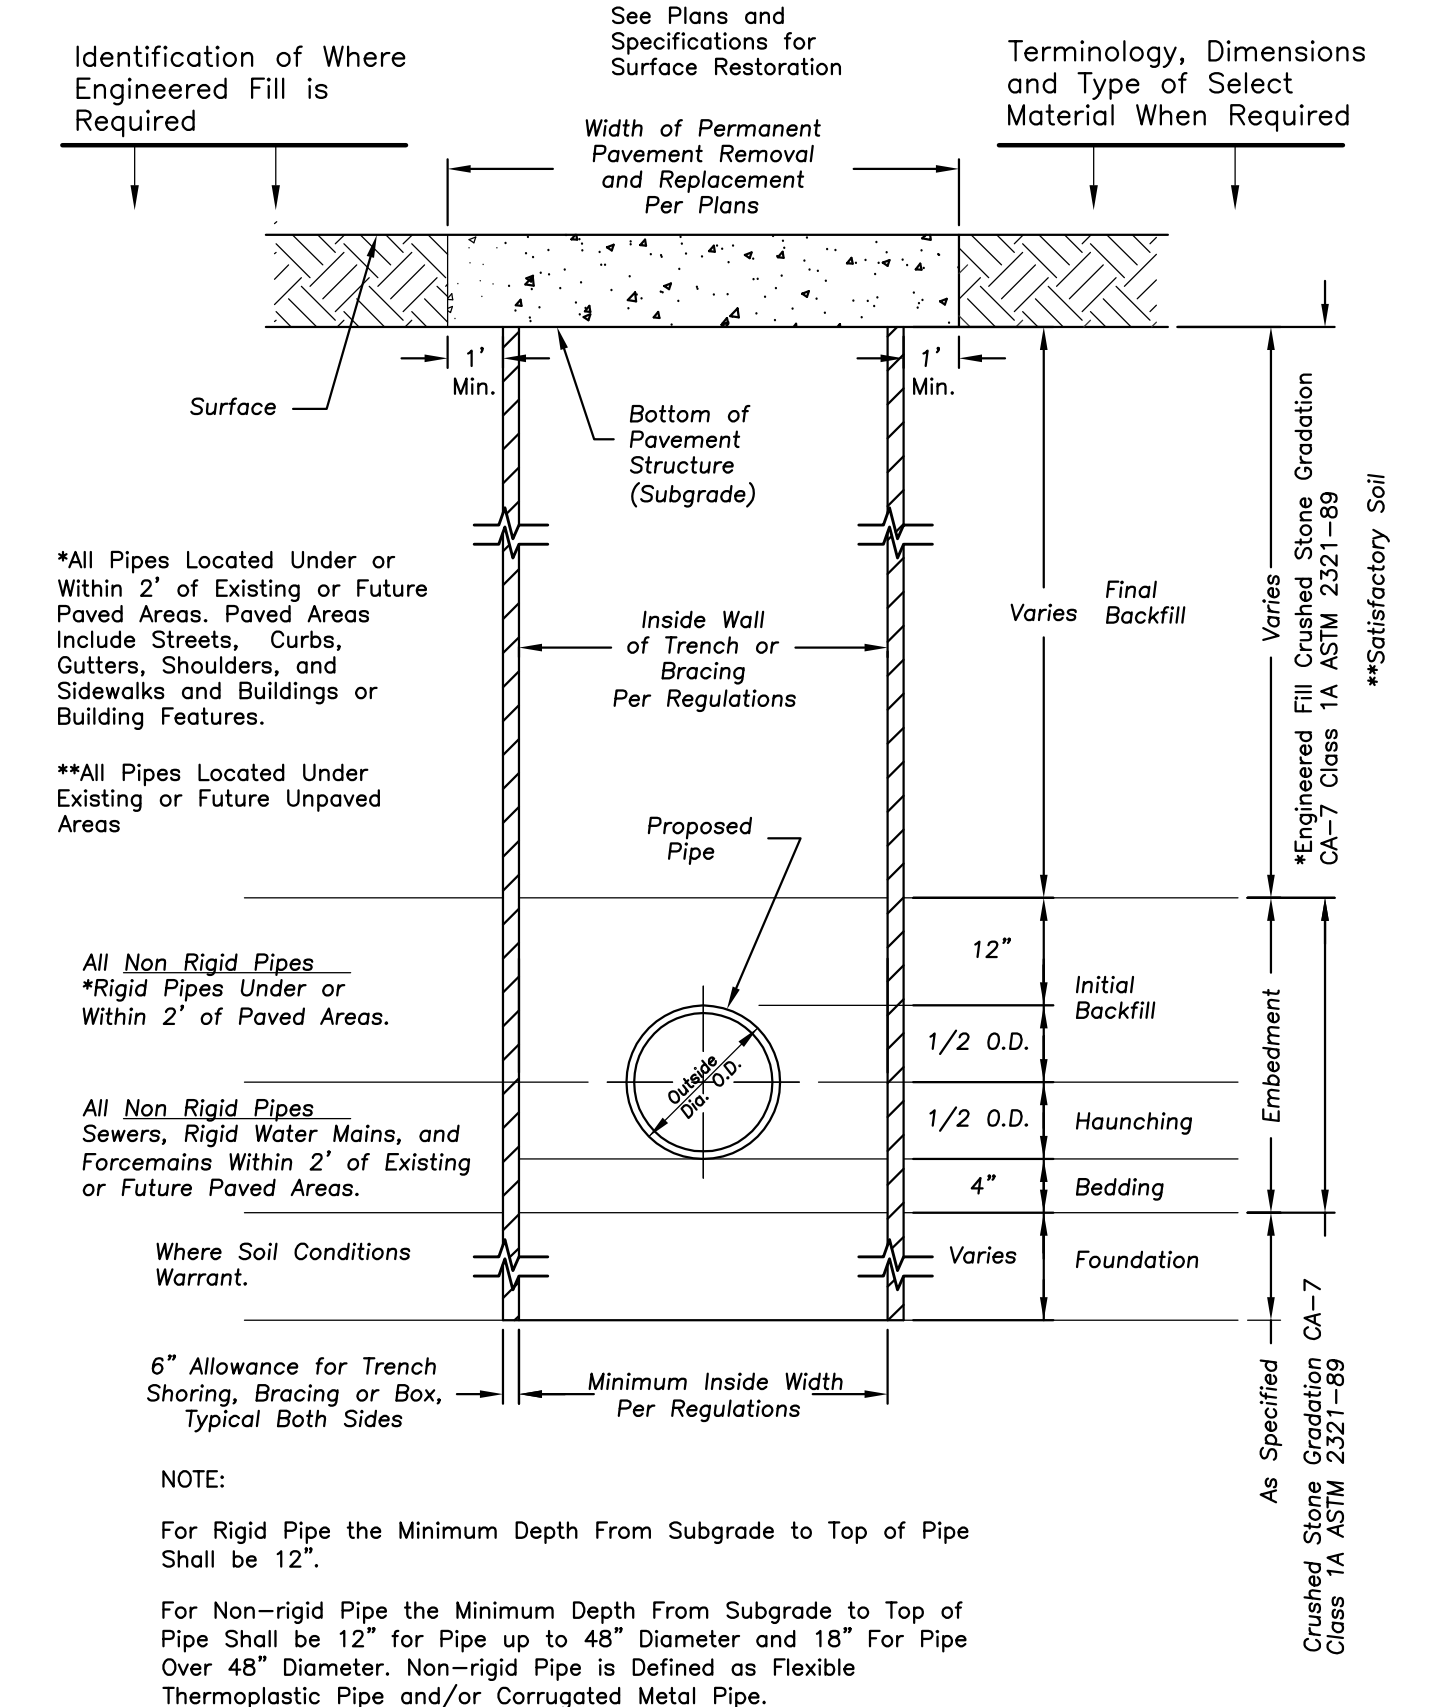 See Plans and
Specifications for
Surface Restoration
Identification of Where
Engineered Fill is
Required
Terminology, Dimensions
and Type of Select
Material When Required
Width of Permanent
Pavement Removal
and Replacement
Per Plans
1'
Min.
1'
Min.
Surface
Bottom of
Pavement
Structure
(Subgrade)
*All Pipes Located Under or
Within 2' of Existing or Future
Paved Areas. Paved Areas
Include Streets, Curbs,
Gutters, Shoulders, and
Sidewalks and Buildings or
Building Features.
**All Pipes Located Under
Existing or Future Unpaved
Areas
Inside Wall
of Trench or
Bracing
Per Regulations
Varies
Final
Backfill
Varies
*Engineered Fill Crushed Stone Gradation
CA-7 Class 1A ASTM 2321-89
**Satisfactory Soil
Proposed
Pipe
All Non Rigid Pipes
*Rigid Pipes Under or
Within 2' of Paved Areas.
12"
Initial
Backfill
1/2 O.D.
Outside
Dia. O.D.
Embedment
All Non Rigid Pipes
Sewers, Rigid Water Mains, and
Forcemains Within 2' of Existing
or Future Paved Areas.
1/2 O.D.
Haunching
4"
Bedding
Where Soil Conditions
Warrant.
Varies
Foundation
6" Allowance for Trench
Shoring, Bracing or Box,
Typical Both Sides
Minimum Inside Width
Per Regulations
As Specified
Crushed Stone Gradation CA-7
Class 1A ASTM 2321-89
NOTE:
For Rigid Pipe the Minimum Depth From Subgrade to Top of Pipe
Shall be 12".
For Non-rigid Pipe the Minimum Depth From Subgrade to Top of
Pipe Shall be 12" for Pipe up to 48" Diameter and 18" For Pipe
Over 48" Diameter. Non-rigid Pipe is Defined as Flexible
Thermoplastic Pipe and/or Corrugated Metal Pipe.